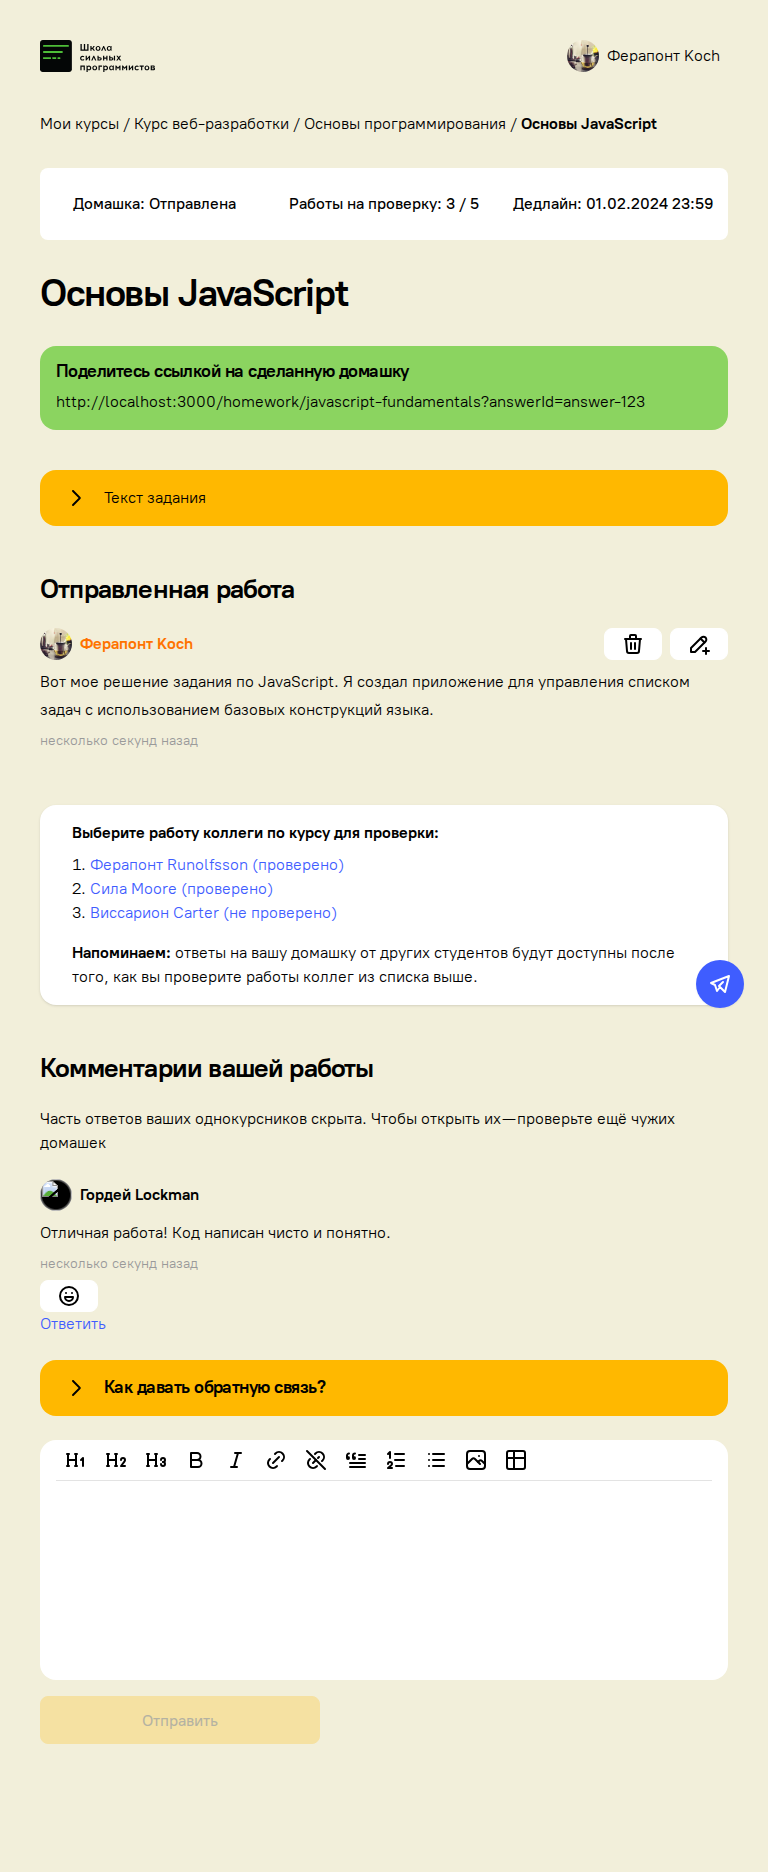 Школа
сильных
программистов
Ферапонт Koch
Мои курсы / Курс веб-разработки / Основы программирования / Основы JavaScript
Домашка: Отправлена
Работы на проверку: 3 / 5
Дедлайн: 01.02.2024 23:59
Основы JavaScript
Поделитесь ссылкой на сделанную домашку
http://localhost:3000/homework/javascript-fundamentals?answerId=answer-123
Текст задания
Отправленная работа
Ферапонт Koch
Вот мое решение задания по JavaScript. Я создал приложение для управления списком
задач с использованием базовых конструкций языка.
несколько секунд назад
Выберите работу коллеги по курсу для проверки:
1. Ферапонт Runolfsson (проверено)
2. Сила Moore (проверено)
3. Виссарион Carter (не проверено)
Напоминаем: ответы на вашу домашку от других студентов будут доступны после
того, как вы проверите работы коллег из списка выше.
Комментарии вашей работы
Часть ответов ваших однокурсников скрыта. Чтобы открыть их — проверьте ещё чужих
домашек
Гордей Lockman
Отличная работа! Код написан чисто и понятно.
несколько секунд назад
Ответить
Как давать обратную связь?
H1 H2 H3 B I
Отправить